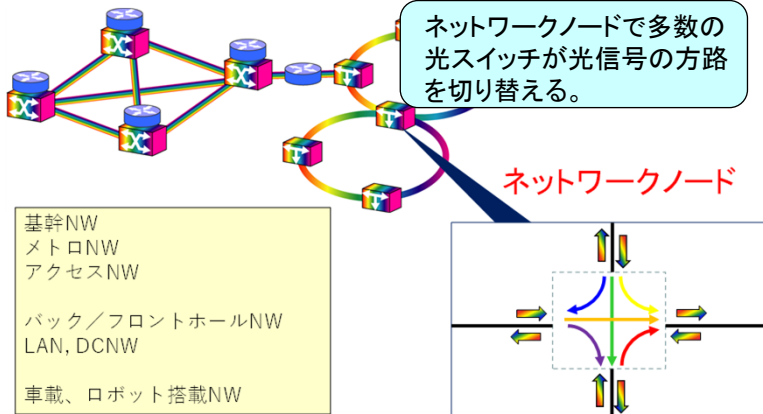 ネットワークノードで多数の
光スイッチが光信号の方路
を切り替える。
ネットワークノード
基幹NW
メトロNW
アクセスNW
バック／フロントホールNW
LAN, DCNW
車載、ロボット搭載NW